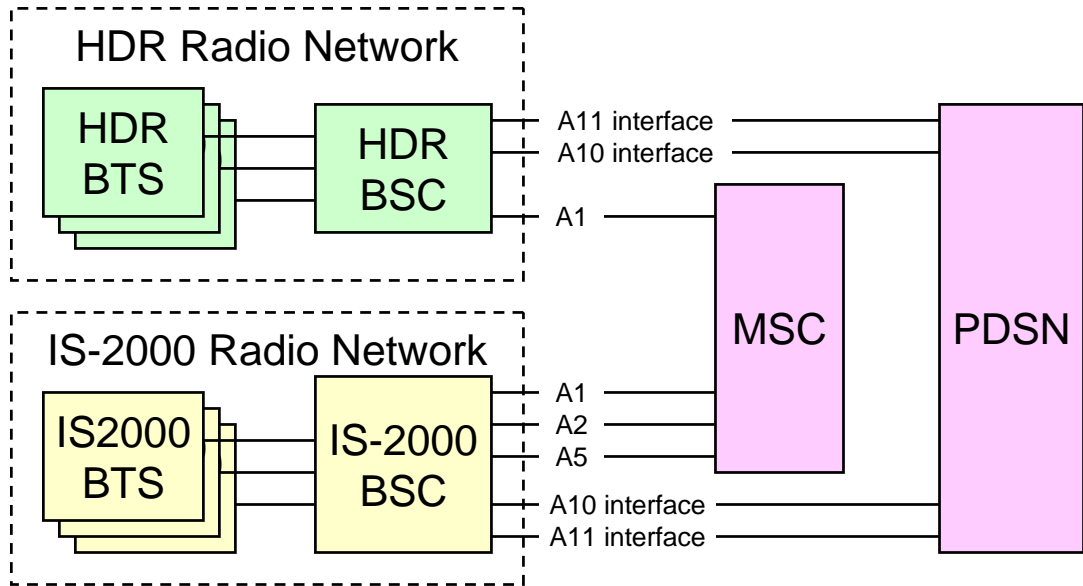 HDR Radio Network
HDR
BTS
HDR
BSC
A11 interface
A10 interface
A1
MSC
PDSN
IS-2000 Radio Network
IS2000
BTS
IS-2000
BSC
A1
A2
A5
A10 interface
A11 interface